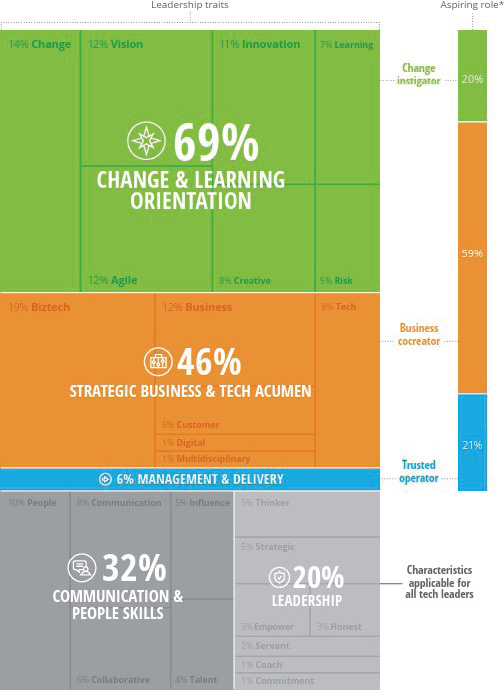 Leadership traits
Aspiring role*
14% Change
12% Vision
11% Innovation
7% Learning
Change
instigator
20%
69%
CHANGE & LEARNING
ORIENTATION
12% Agile
8% Creative
5% Risk
59%
19% Biztech
12% Business
8% Tech
Business
cocreator
46%
STRATEGIC BUSINESS & TECH ACUMEN
5% Customer
1% Digital
1% Multidisciplinary
21%
Trusted
operator
6% MANAGEMENT & DELIVERY
10% People
8% Communication
5% Influence
5% Thinker
5% Strategic
32%
COMMUNICATION &
PEOPLE SKILLS
20%
LEADERSHIP
Characteristics
applicable for
all tech leaders
3% Empower
3% Honest
2% Servant
1% Coach
1% Commitment
6% Collaborative
4% Talent